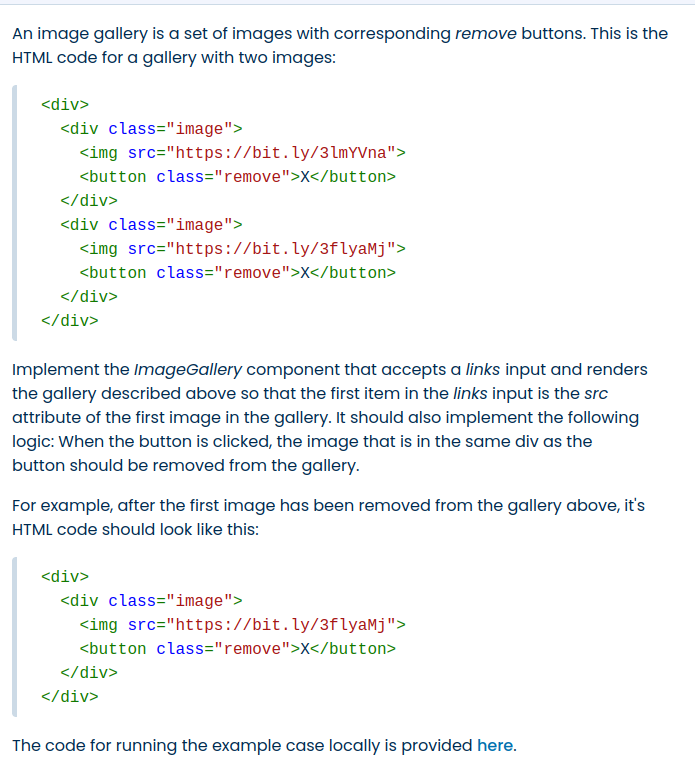 An image gallery is a set of images with corresponding remove buttons. This is the
HTML code for a gallery with two images:
<div>
<div class="image">
<img src="https://bit.ly/3lmYVna">
<button class="remove">X</button>
</div>
<div class="image">
<img src="https://bit.ly/3flyaMj">
<button class="remove">X</button>
</div>
</div>
Implement the ImageGallery component that accepts a links input and renders
the gallery described above so that the first item in the links input is the src
attribute of the first image in the gallery. It should also implement the following
logic: When the button is clicked, the image that is in the same div as the
button should be removed from the gallery.
For example, after the first image has been removed from the gallery above, it's
HTML code should look like this:
<div>
<div class="image">
<img src="https://bit.ly/3flyaMj">
<button class="remove">X</button>
</div>
</div>
The code for running the example case locally is provided here.